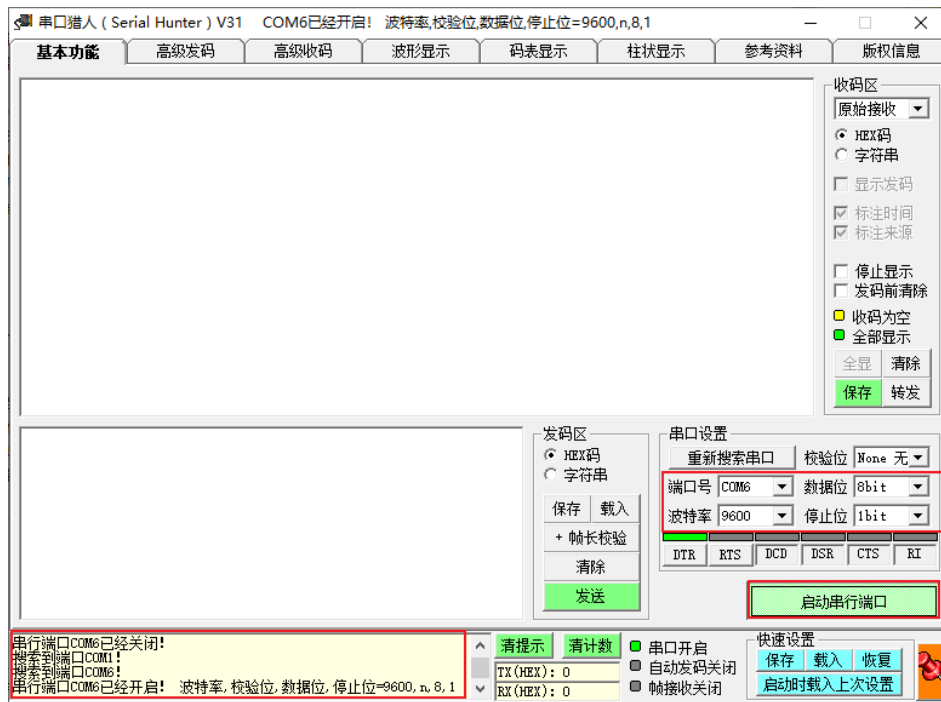 串口猎人 ( Serial Hunter ) V31 COM6已经开启! 波特率,校验位,数据位,停止位=9600,n,8,1
基本功能 高级发码 高级收码 波形显示 码表显示 柱状显示 参考资料 版权信息
收码区
原始接收
HEX码
字符串
显示发码
标注时间
标注来源
停止显示
发码前清除
收码为空
全部显示
全显 清除
保存 转发
发码区
HEX码
字符串
保存 载入
+ 帧长校验
清除
发送
串口设置
重新搜索串口 校验位 None 无
端口号 COM6 数据位 8bit
波特率 9600 停止位 1bit
DTR RTS DCD DSR CTS RI
启动串行端口
串行端口COM6已经关闭!
搜索到端口COM1!
搜索到端口COM6!
串行端口COM6已经开启! 波特率,校验位,数据位,停止位=9600,n,8,1
清提示 清计数
TX(HEX): 0
RX(HEX): 0
串口开启
自动发码关闭
帧接收关闭
快速设置
保存 载入 恢复
启动时载入上次设置